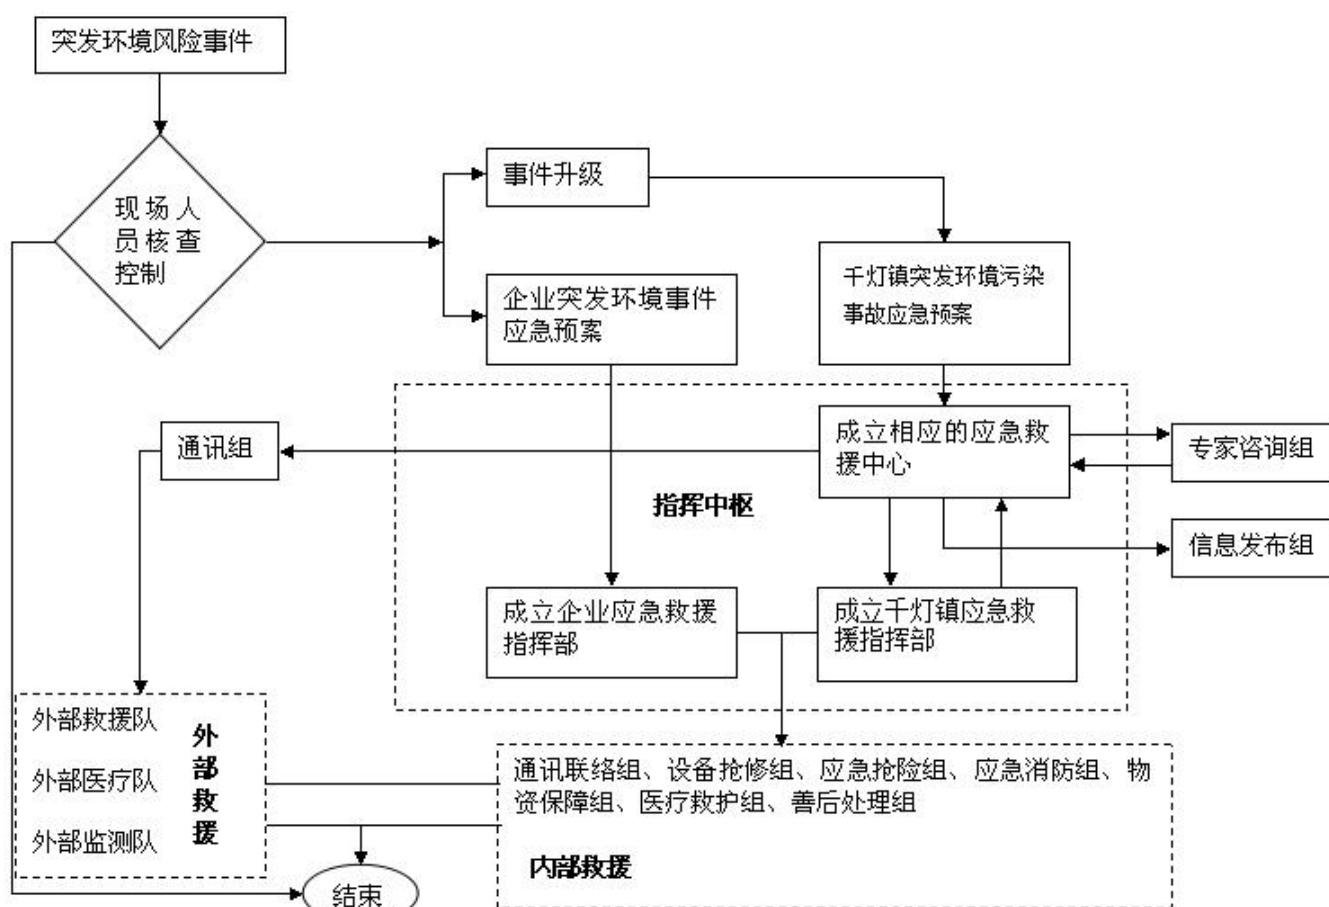 突发环境风险事件
现场人
员核查
控制
事件升级
企业突发环境事件
应急预案
千灯镇突发环境污染
事故应急预案
通讯组
成立相应的应急救
援中心
专家咨询组
指挥中枢
信息发布组
成立企业应急救援
指挥部
成立千灯镇应急救
援指挥部
外部救援队
外部医疗队
外部监测队
外
部
救
援
通讯联络组、设备抢修组、应急抢险组、应急消防组、物
资保障组、医疗救护组、善后处理组
内部救援
结束